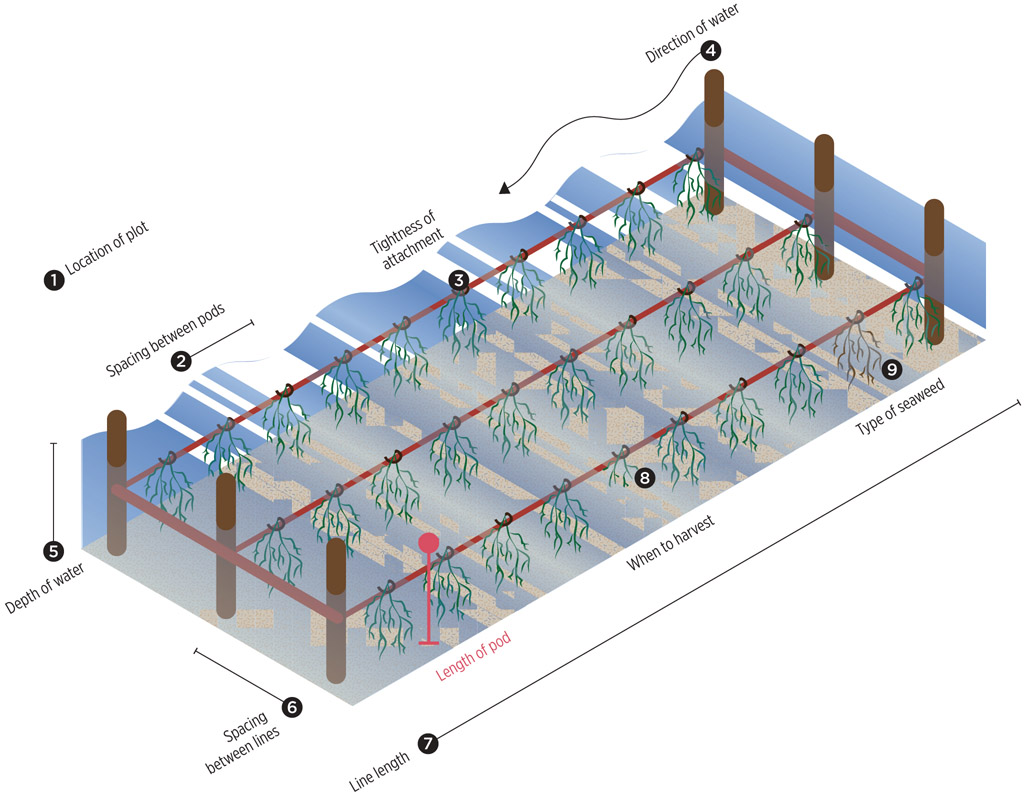 Direction of water
4
1
Location of plot
Tightness of
attachment
3
Spacing between pods
2
9
Type of seaweed
8
When to harvest
5
Depth of water
Length of pod
6
Spacing
between lines
7
Line length